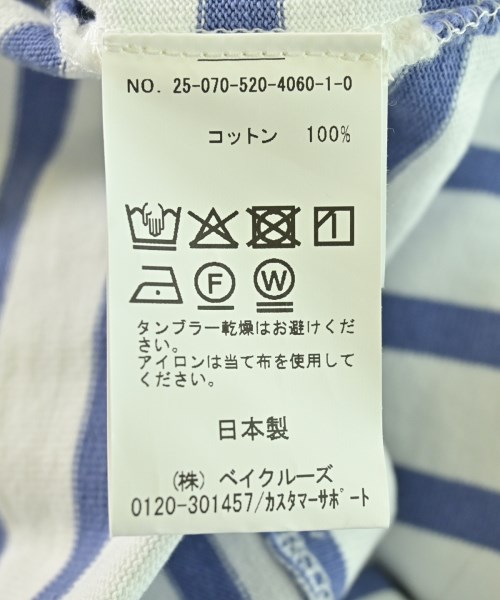 NO. 25-070-520-4060-1-0
コットン 100%
F W
タンブラー乾燥はお避けくだ
さい。
アイロンは当て布を使用して
ください。
日本製
(株) ベイクルーズ
0120-301457/カスタマーサポート